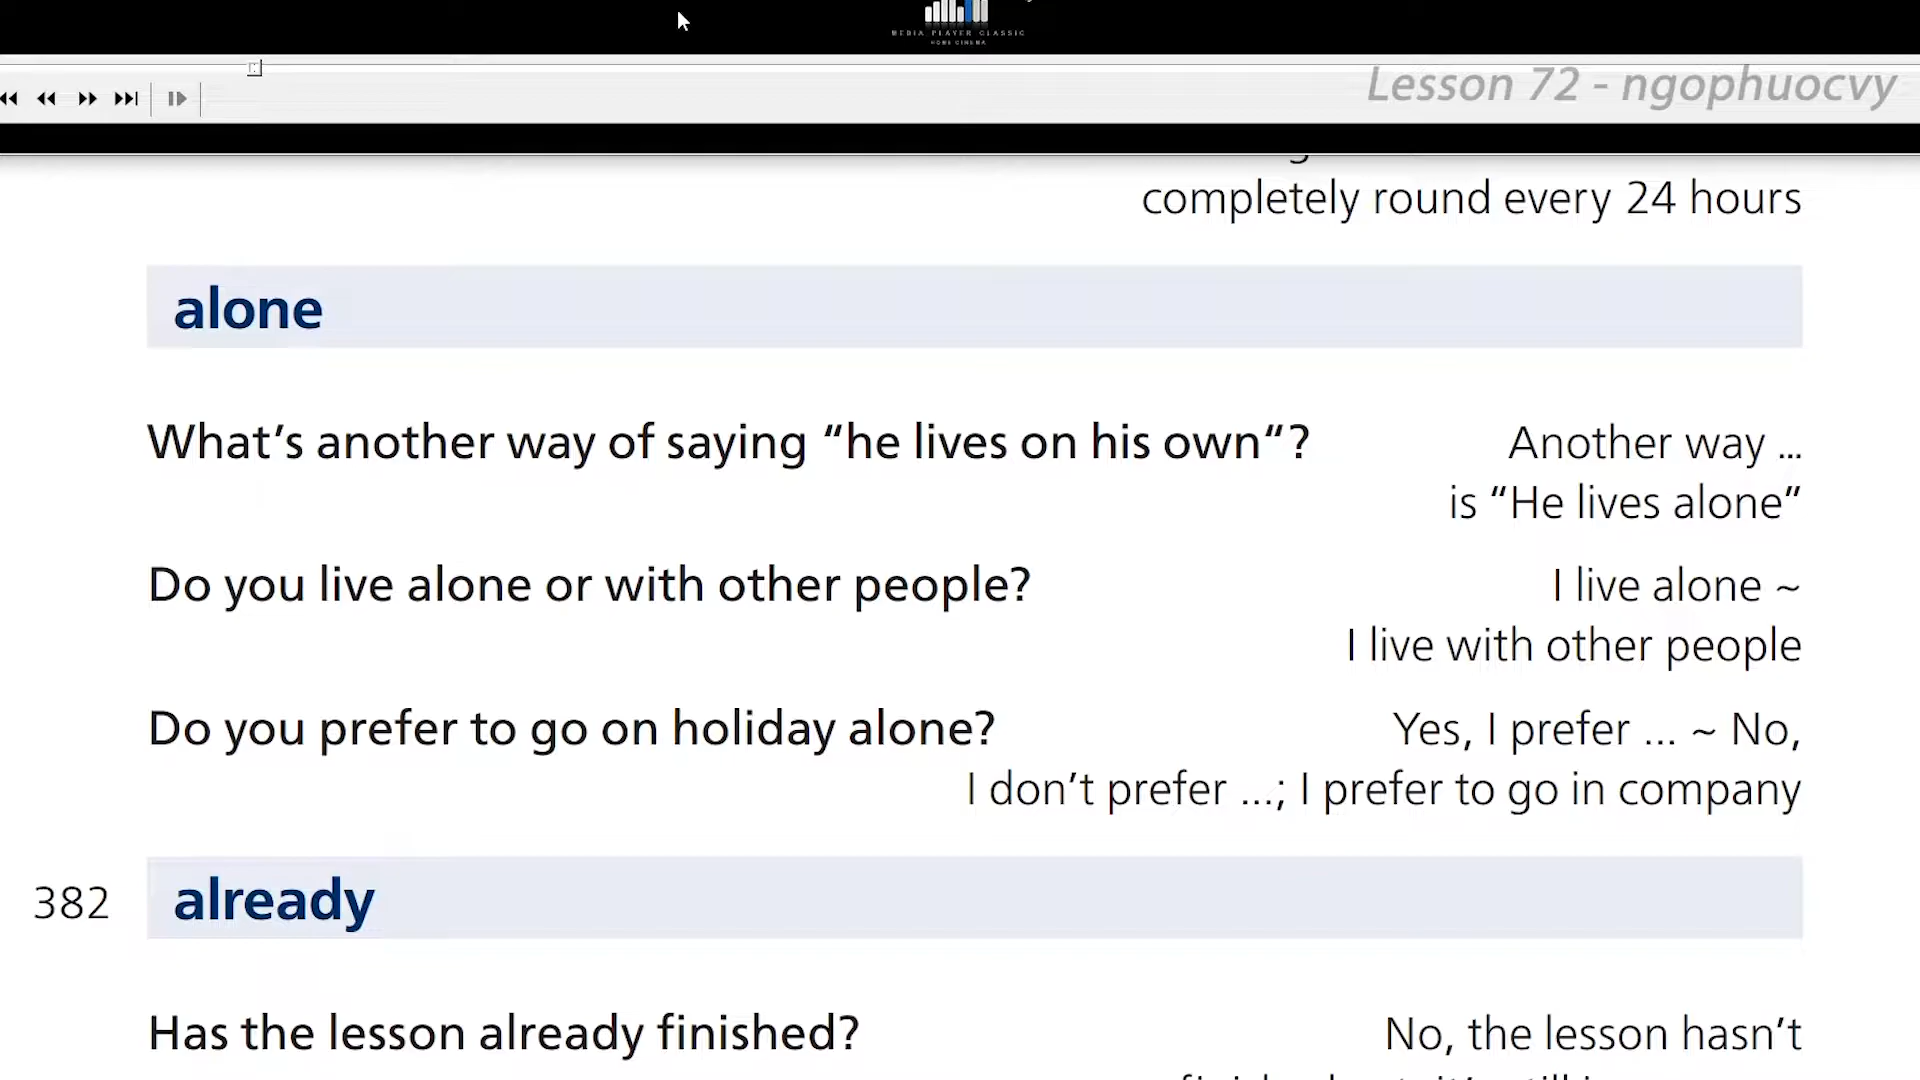 MEDIA PLAYER CLASSIC
HOME CINEMA
Lesson 72 - ngophuocvy
completely round every 24 hours
alone
What’s another way of saying “he lives on his own“? Another way ...
is “He lives alone”
Do you live alone or with other people? I live alone ~
I live with other people
Do you prefer to go on holiday alone? Yes, I prefer ... ~ No,
I don’t prefer ...; I prefer to go in company
382 already
Has the lesson already finished? No, the lesson hasn’t